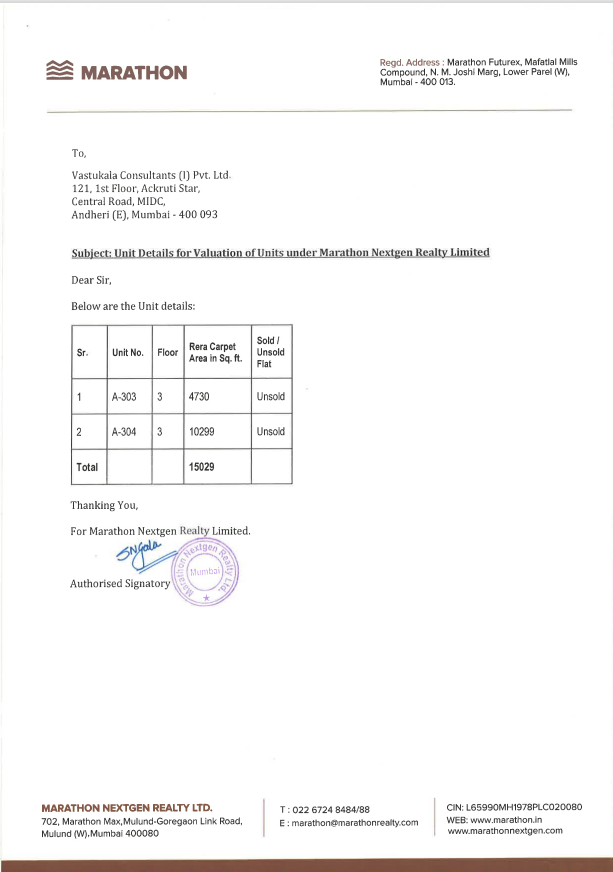 MARATHON
Regd. Address : Marathon Futurex, Mafatlal Mills
Compound, N. M. Joshi Marg, Lower Parel (W),
Mumbai - 400 013.
To,
Vastukala Consultants (I) Pvt. Ltd.
121, 1st Floor, Ackruti Star,
Central Road, MIDC,
Andheri (E), Mumbai - 400 093
Subject: Unit Details for Valuation of Units under Marathon Nextgen Realty Limited
Dear Sir,
Below are the Unit details:
Sr. Unit No. Floor Rera Carpet Area in Sq. ft. Sold / Unsold Flat
1 A-303 3 4730 Unsold
2 A-304 3 10299 Unsold
Total 15029
Thanking You,
For Marathon Nextgen Realty Limited.
SNGala
Marathon Nextgen Realty Ltd.
Mumbai
Authorised Signatory
MARATHON NEXTGEN REALTY LTD.
702, Marathon Max,Mulund-Goregaon Link Road,
Mulund (W).Mumbai 400080
T : 022 6724 8484/88
E : marathon@marathonrealty.com
CIN: L65990MH1978PLC020080
WEB: www.marathon.in
www.marathonnextgen.com